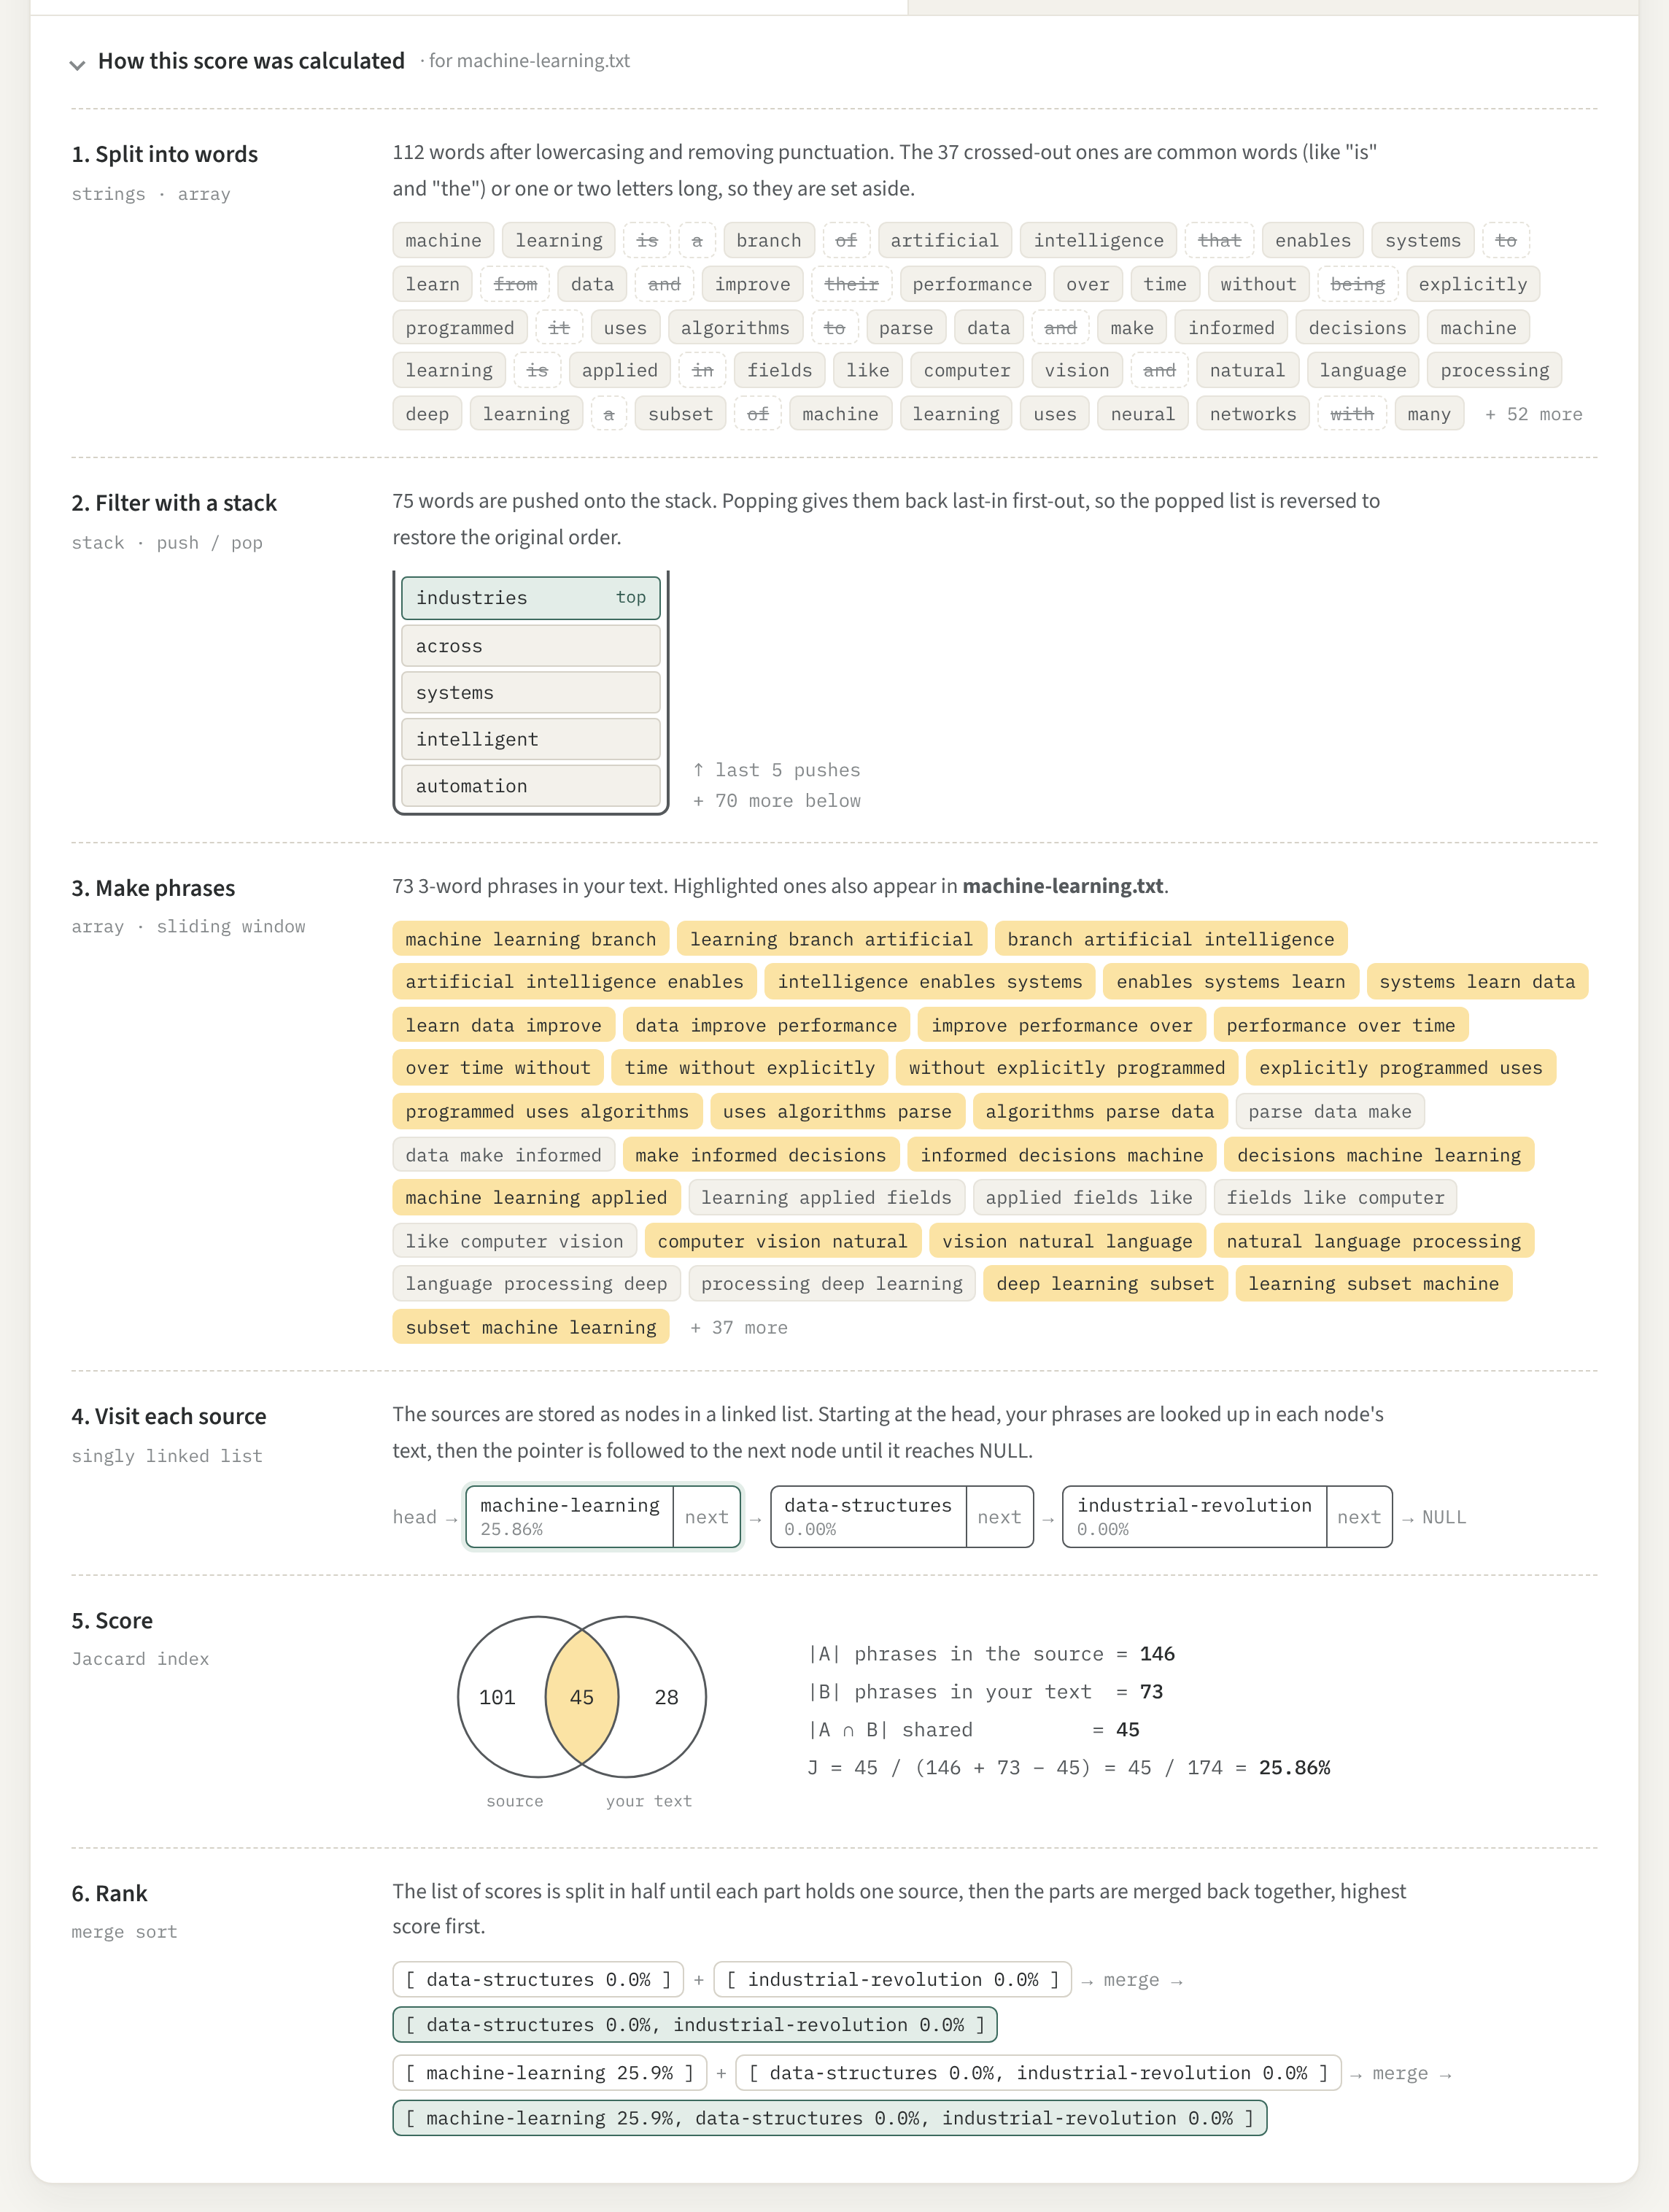 How this score was calculated · for machine-learning.txt
1. Split into words
strings · array
112 words after lowercasing and removing punctuation. The 37 crossed-out ones are common words (like "is"
and "the") or one or two letters long, so they are set aside.
machine learning is a branch of artificial intelligence that enables systems to
learn from data and improve their performance over time without being explicitly
programmed it uses algorithms to parse data and make informed decisions machine
learning is applied in fields like computer vision and natural language processing
deep learning a subset of machine learning uses neural networks with many + 52 more
2. Filter with a stack
stack · push / pop
75 words are pushed onto the stack. Popping gives them back last-in first-out, so the popped list is reversed to
restore the original order.
industries top
across
systems
intelligent
automation
↑ last 5 pushes
+ 70 more below
3. Make phrases
array · sliding window
73 3-word phrases in your text. Highlighted ones also appear in machine-learning.txt.
machine learning branch learning branch artificial branch artificial intelligence
artificial intelligence enables intelligence enables systems enables systems learn systems learn data
learn data improve data improve performance improve performance over performance over time
over time without time without explicitly without explicitly programmed explicitly programmed uses
programmed uses algorithms uses algorithms parse algorithms parse data parse data make
data make informed make informed decisions informed decisions machine decisions machine learning
machine learning applied learning applied fields applied fields like fields like computer
like computer vision computer vision natural vision natural language natural language processing
language processing deep processing deep learning deep learning subset learning subset machine
subset machine learning + 37 more
4. Visit each source
singly linked list
The sources are stored as nodes in a linked list. Starting at the head, your phrases are looked up in each node's
text, then the pointer is followed to the next node until it reaches NULL.
head → machine-learning 25.86% next → data-structures 0.00% next → industrial-revolution 0.00% next → NULL
5. Score
Jaccard index
101 45 28
source your text
|A| phrases in the source = 146
|B| phrases in your text = 73
|A ∩ B| shared = 45
J = 45 / (146 + 73 − 45) = 45 / 174 = 25.86%
6. Rank
merge sort
The list of scores is split in half until each part holds one source, then the parts are merged back together, highest
score first.
[ data-structures 0.0% ] + [ industrial-revolution 0.0% ] → merge →
[ data-structures 0.0%, industrial-revolution 0.0% ]
[ machine-learning 25.9% ] + [ data-structures 0.0%, industrial-revolution 0.0% ] → merge →
[ machine-learning 25.9%, data-structures 0.0%, industrial-revolution 0.0% ]